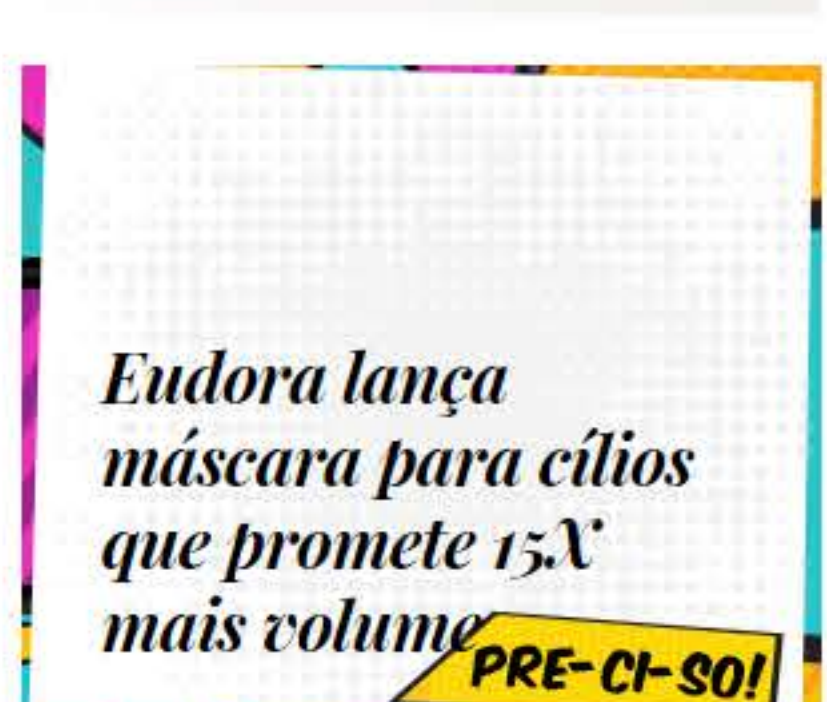 Eudora lança
máscara para cílios
que promete 15X
mais volume
PRE-CI-SO!